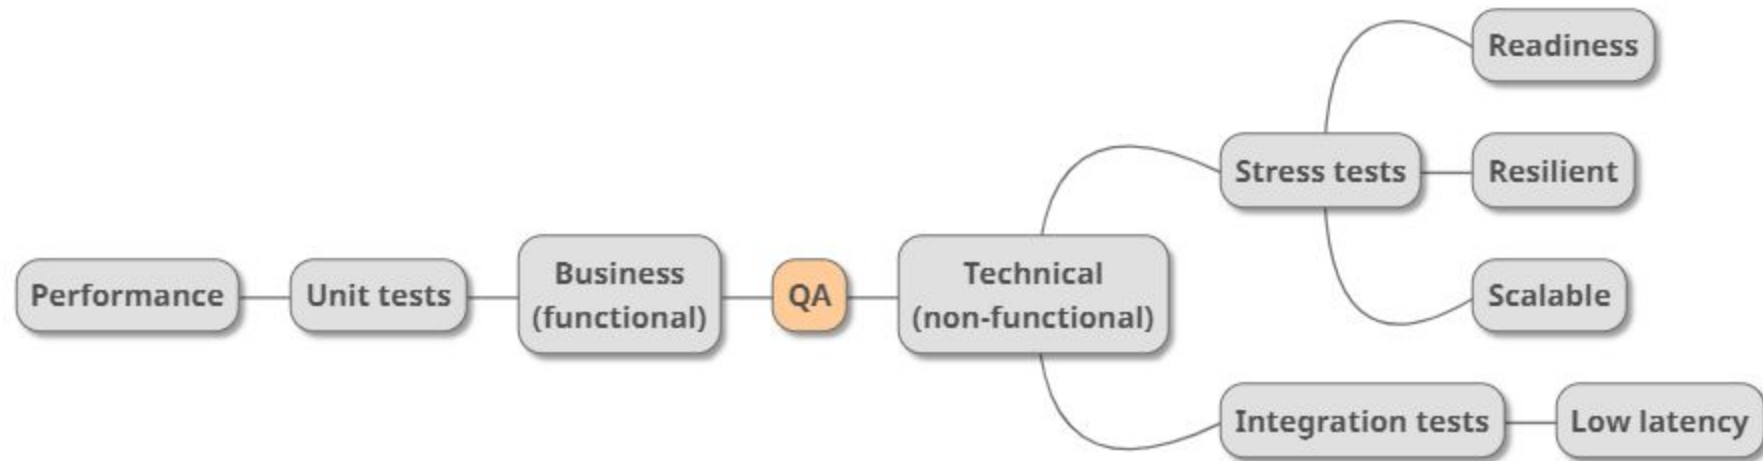 Performance
Unit tests
Business
(functional)
QA
Technical
(non-functional)
Stress tests
Readiness
Resilient
Scalable
Integration tests
Low latency